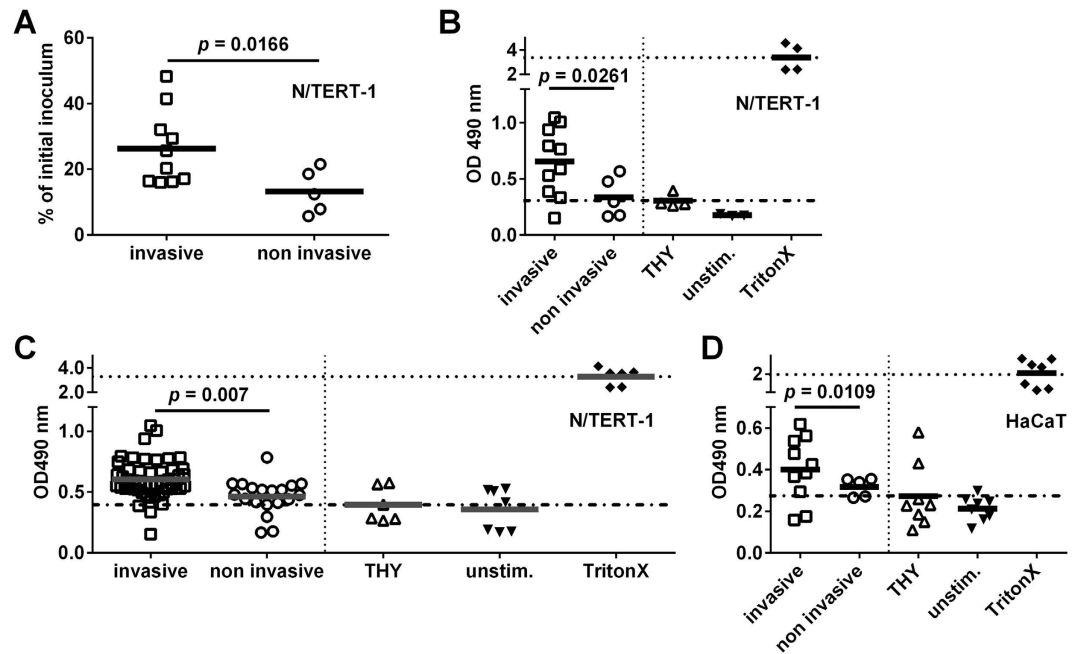 A
60
40
20
0
% of initial inoculum
p = 0.0166
N/TERT-1
invasive
non invasive
B
4
2
1.0
0.5
0.0
OD 490 nm
p = 0.0261
N/TERT-1
invasive
non invasive
THY
unstim.
TritonX
C
4.0
2.0
1.0
0.5
0.0
OD490 nm
p = 0.007
N/TERT-1
invasive
non invasive
THY
unstim.
TritonX
D
2
0.6
0.4
0.2
0.0
OD490 nm
p = 0.0109
HaCaT
invasive
non invasive
THY
unstim.
TritonX